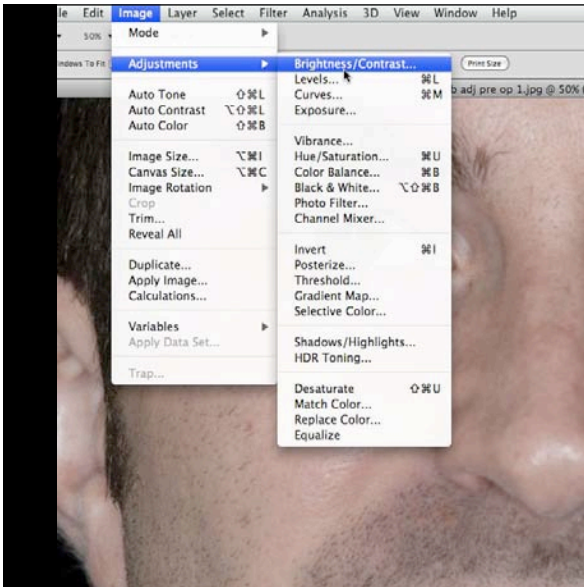 le Edit Image Layer Select Filter Analysis 3D View Window Help
50%
indows To Fit
Print Size
b adj pre op 1.jpg @ 50% (
Mode
Adjustments
Auto Tone ⇧⌘L
Auto Contrast ⌥⇧⌘L
Auto Color ⇧⌘B
Image Size... ⌥⌘I
Canvas Size... ⌥⌘C
Image Rotation
Crop
Trim...
Reveal All
Duplicate...
Apply Image...
Calculations...
Variables
Apply Data Set...
Trap...
Brightness/Contrast...
Levels... ⌘L
Curves... ⌘M
Exposure...
Vibrance...
Hue/Saturation... ⌘U
Color Balance... ⌘B
Black & White... ⌥⇧⌘B
Photo Filter...
Channel Mixer...
Invert ⌘I
Posterize...
Threshold...
Gradient Map...
Selective Color...
Shadows/Highlights...
HDR Toning...
Desaturate ⇧⌘U
Match Color...
Replace Color...
Equalize